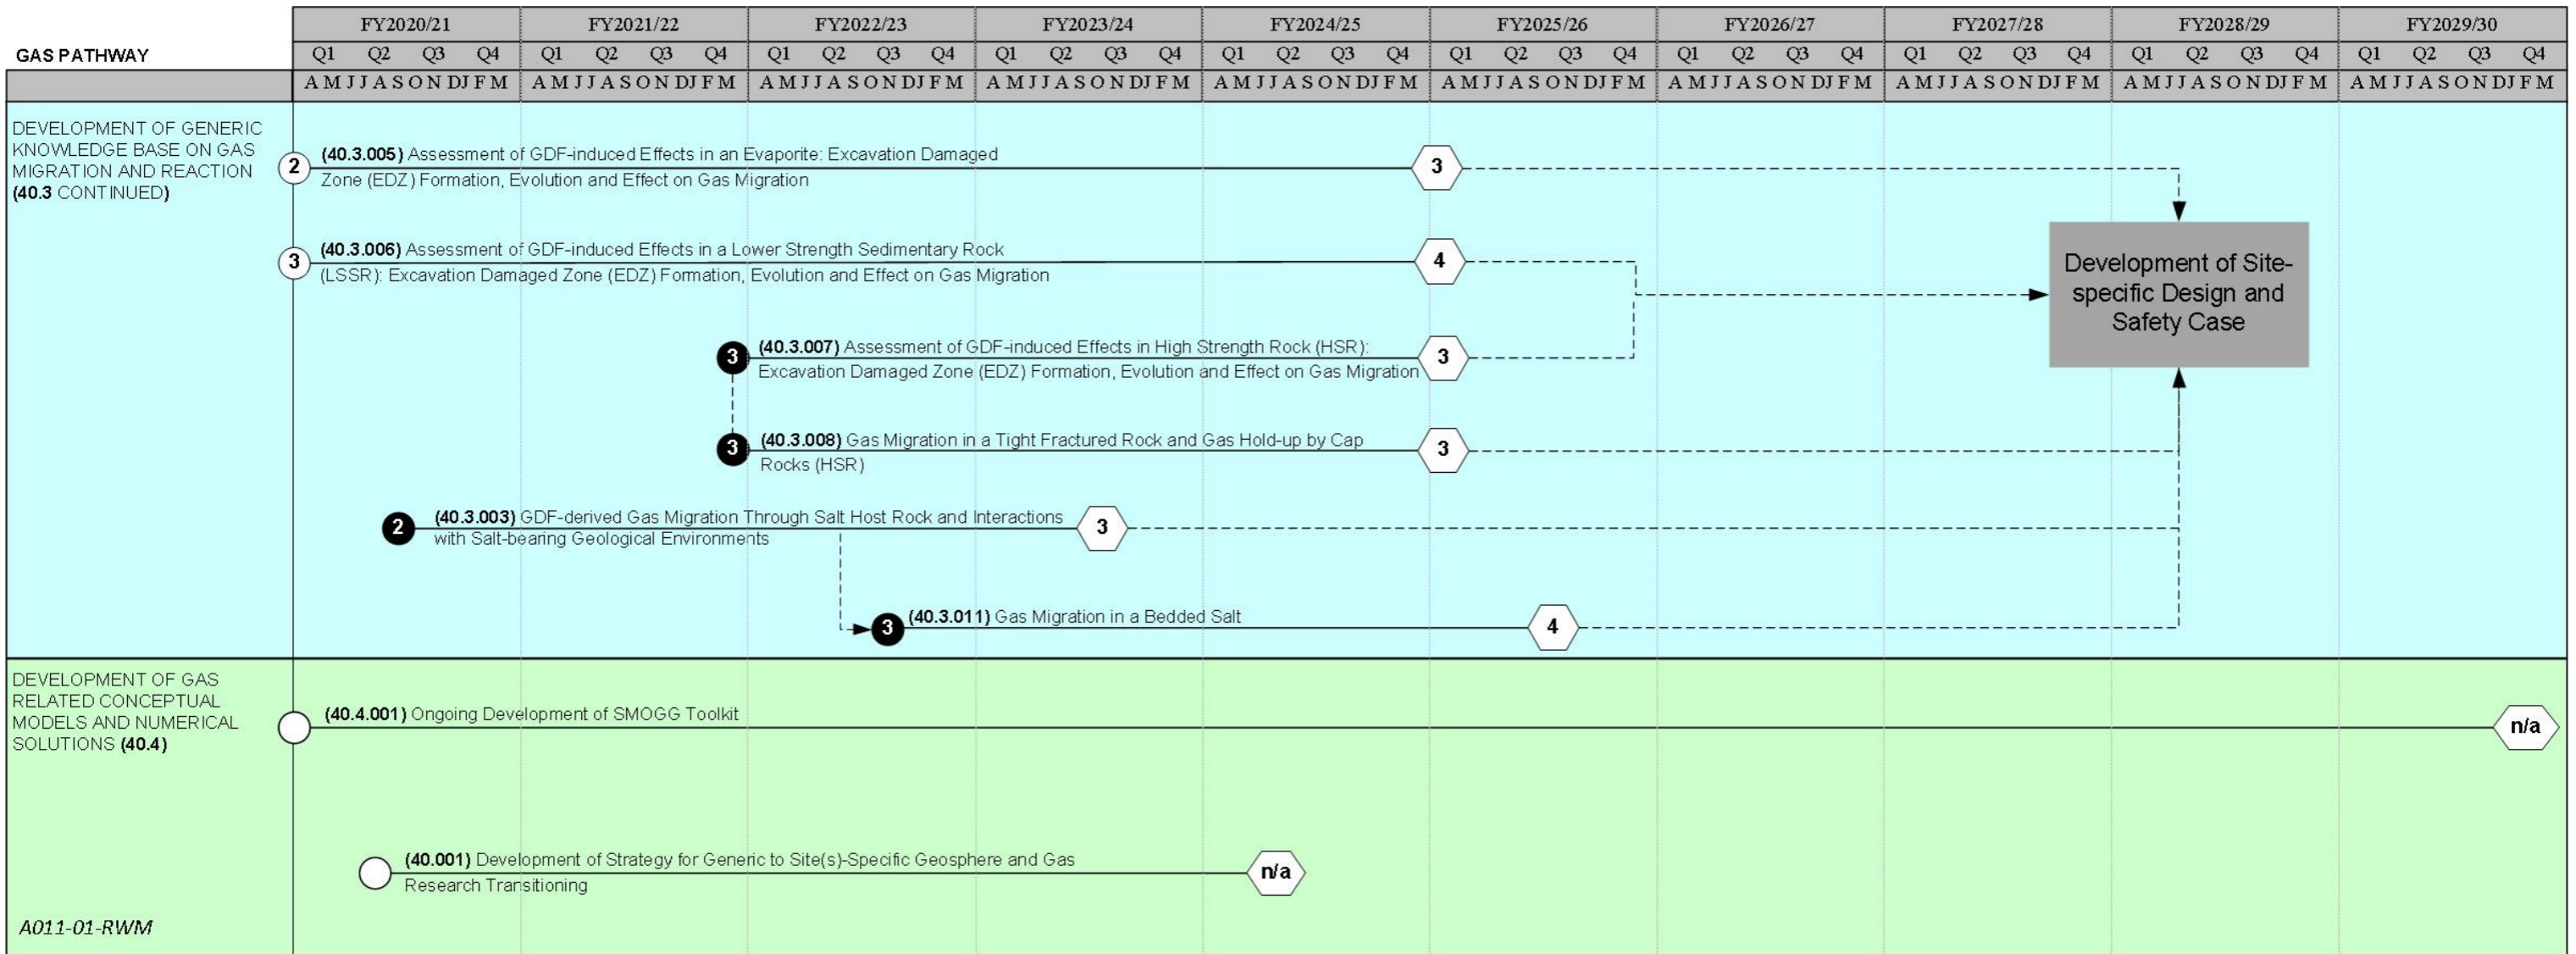 GAS PATHWAY
FY2020/21 FY2021/22 FY2022/23 FY2023/24 FY2024/25 FY2025/26 FY2026/27 FY2027/28 FY2028/29 FY2029/30
Q1 Q2 Q3 Q4 Q1 Q2 Q3 Q4 Q1 Q2 Q3 Q4 Q1 Q2 Q3 Q4 Q1 Q2 Q3 Q4 Q1 Q2 Q3 Q4 Q1 Q2 Q3 Q4 Q1 Q2 Q3 Q4 Q1 Q2 Q3 Q4 Q1 Q2 Q3 Q4
A M J J A S O N D J F M A M J J A S O N D J F M A M J J A S O N D J F M A M J J A S O N D J F M A M J J A S O N D J F M A M J J A S O N D J F M A M J J A S O N D J F M A M J J A S O N D J F M A M J J A S O N D J F M A M J J A S O N D J F M
DEVELOPMENT OF GENERIC
KNOWLEDGE BASE ON GAS
MIGRATION AND REACTION
(40.3 CONTINUED)
2
(40.3.005) Assessment of GDF-induced Effects in an Evaporite: Excavation Damaged
Zone (EDZ) Formation, Evolution and Effect on Gas Migration
3
3
(40.3.006) Assessment of GDF-induced Effects in a Lower Strength Sedimentary Rock
(LSSR): Excavation Damaged Zone (EDZ) Formation, Evolution and Effect on Gas Migration
4
Development of Site-
specific Design and
Safety Case
3
(40.3.007) Assessment of GDF-induced Effects in High Strength Rock (HSR):
Excavation Damaged Zone (EDZ) Formation, Evolution and Effect on Gas Migration
3
3
(40.3.008) Gas Migration in a Tight Fractured Rock and Gas Hold-up by Cap
Rocks (HSR)
3
2
(40.3.003) GDF-derived Gas Migration Through Salt Host Rock and Interactions
with Salt-bearing Geological Environments
3
3
(40.3.011) Gas Migration in a Bedded Salt
4
DEVELOPMENT OF GAS
RELATED CONCEPTUAL
MODELS AND NUMERICAL
SOLUTIONS (40.4)
(40.4.001) Ongoing Development of SMOGG Toolkit
n/a
(40.001) Development of Strategy for Generic to Site(s)-Specific Geosphere and Gas
Research Transitioning
n/a
A011-01-RWM